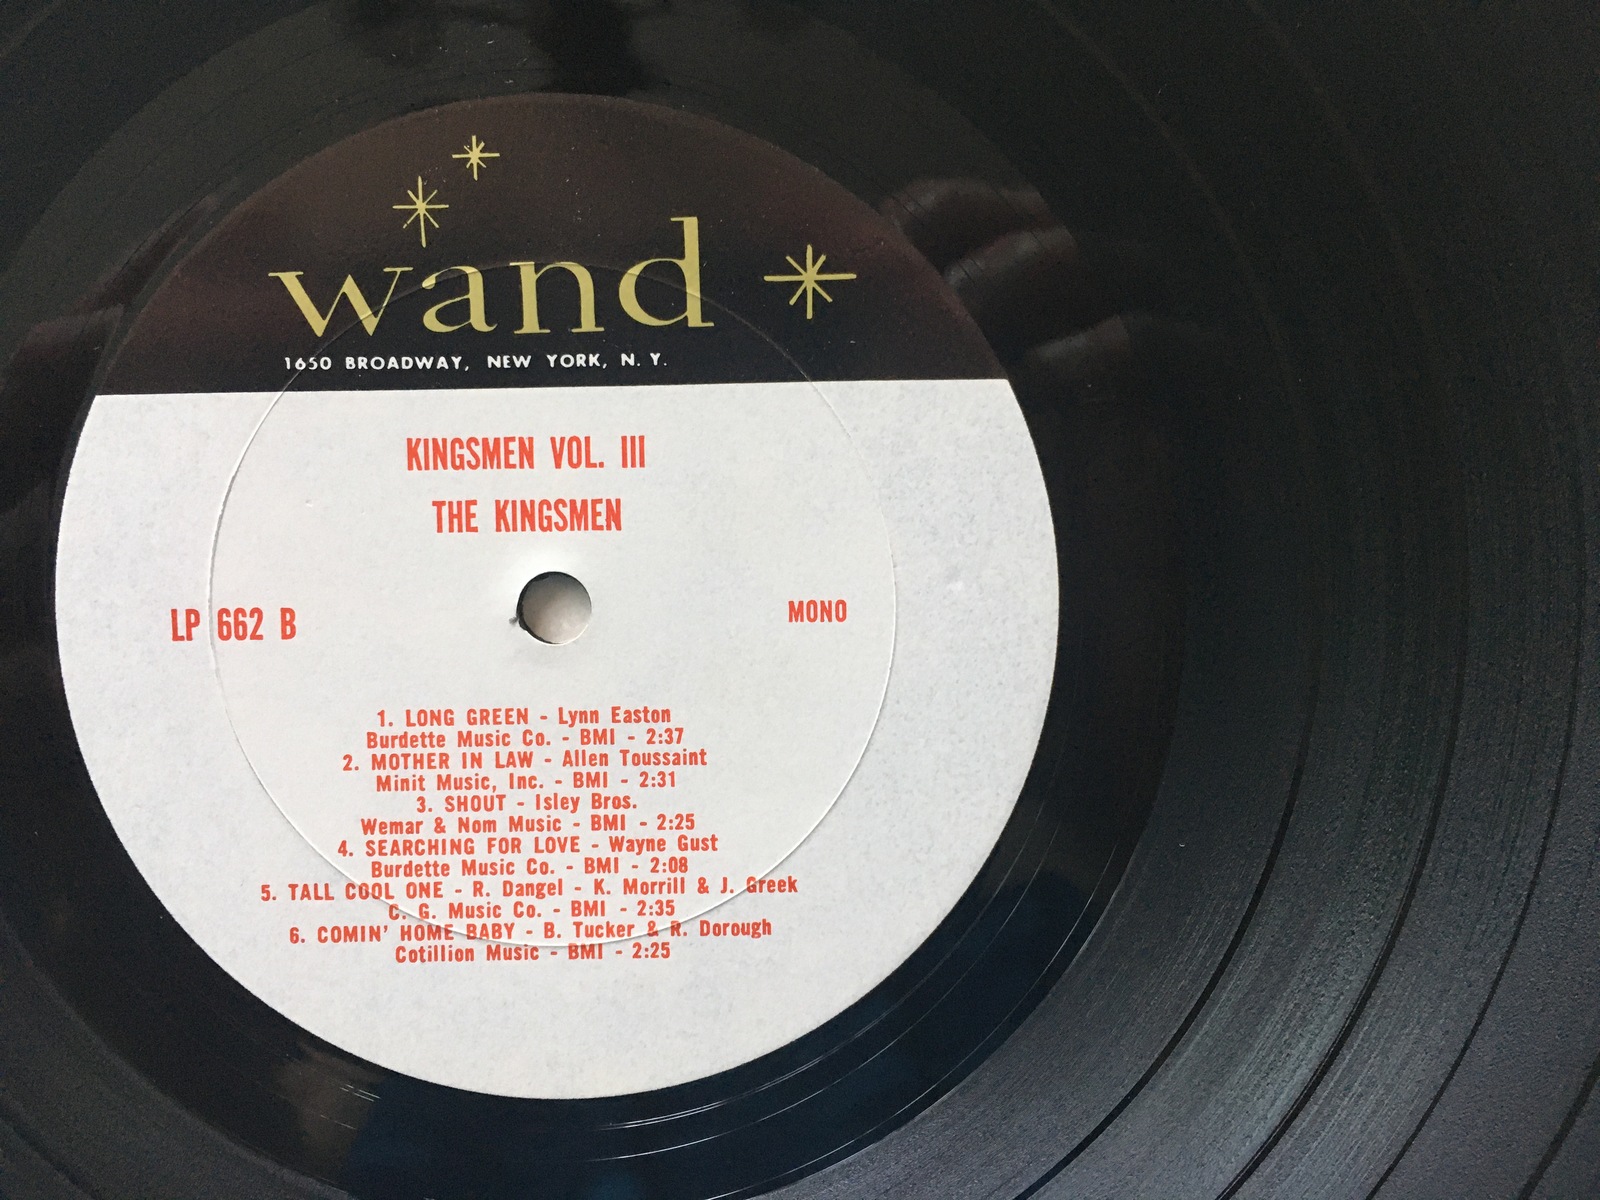 wand
1650 BROADWAY, NEW YORK, N. Y.
KINGSMEN VOL. III
THE KINGSMEN
LP 662 B
MONO
1. LONG GREEN - Lynn Easton
Burdette Music Co. - BMI - 2:37
2. MOTHER IN LAW - Allen Toussaint
Minit Music, Inc. - BMI - 2:31
3. SHOUT - Isley Bros.
Wemar & Nom Music - BMI - 2:25
4. SEARCHING FOR LOVE - Wayne Gust
Burdette Music Co. - BMI - 2:08
5. TALL COOL ONE - R. Dangel - K. Morrill & J. Greek
C. G. Music Co. - BMI - 2:35
6. COMIN' HOME BABY - B. Tucker & R. Dorough
Cotillion Music - BMI - 2:25